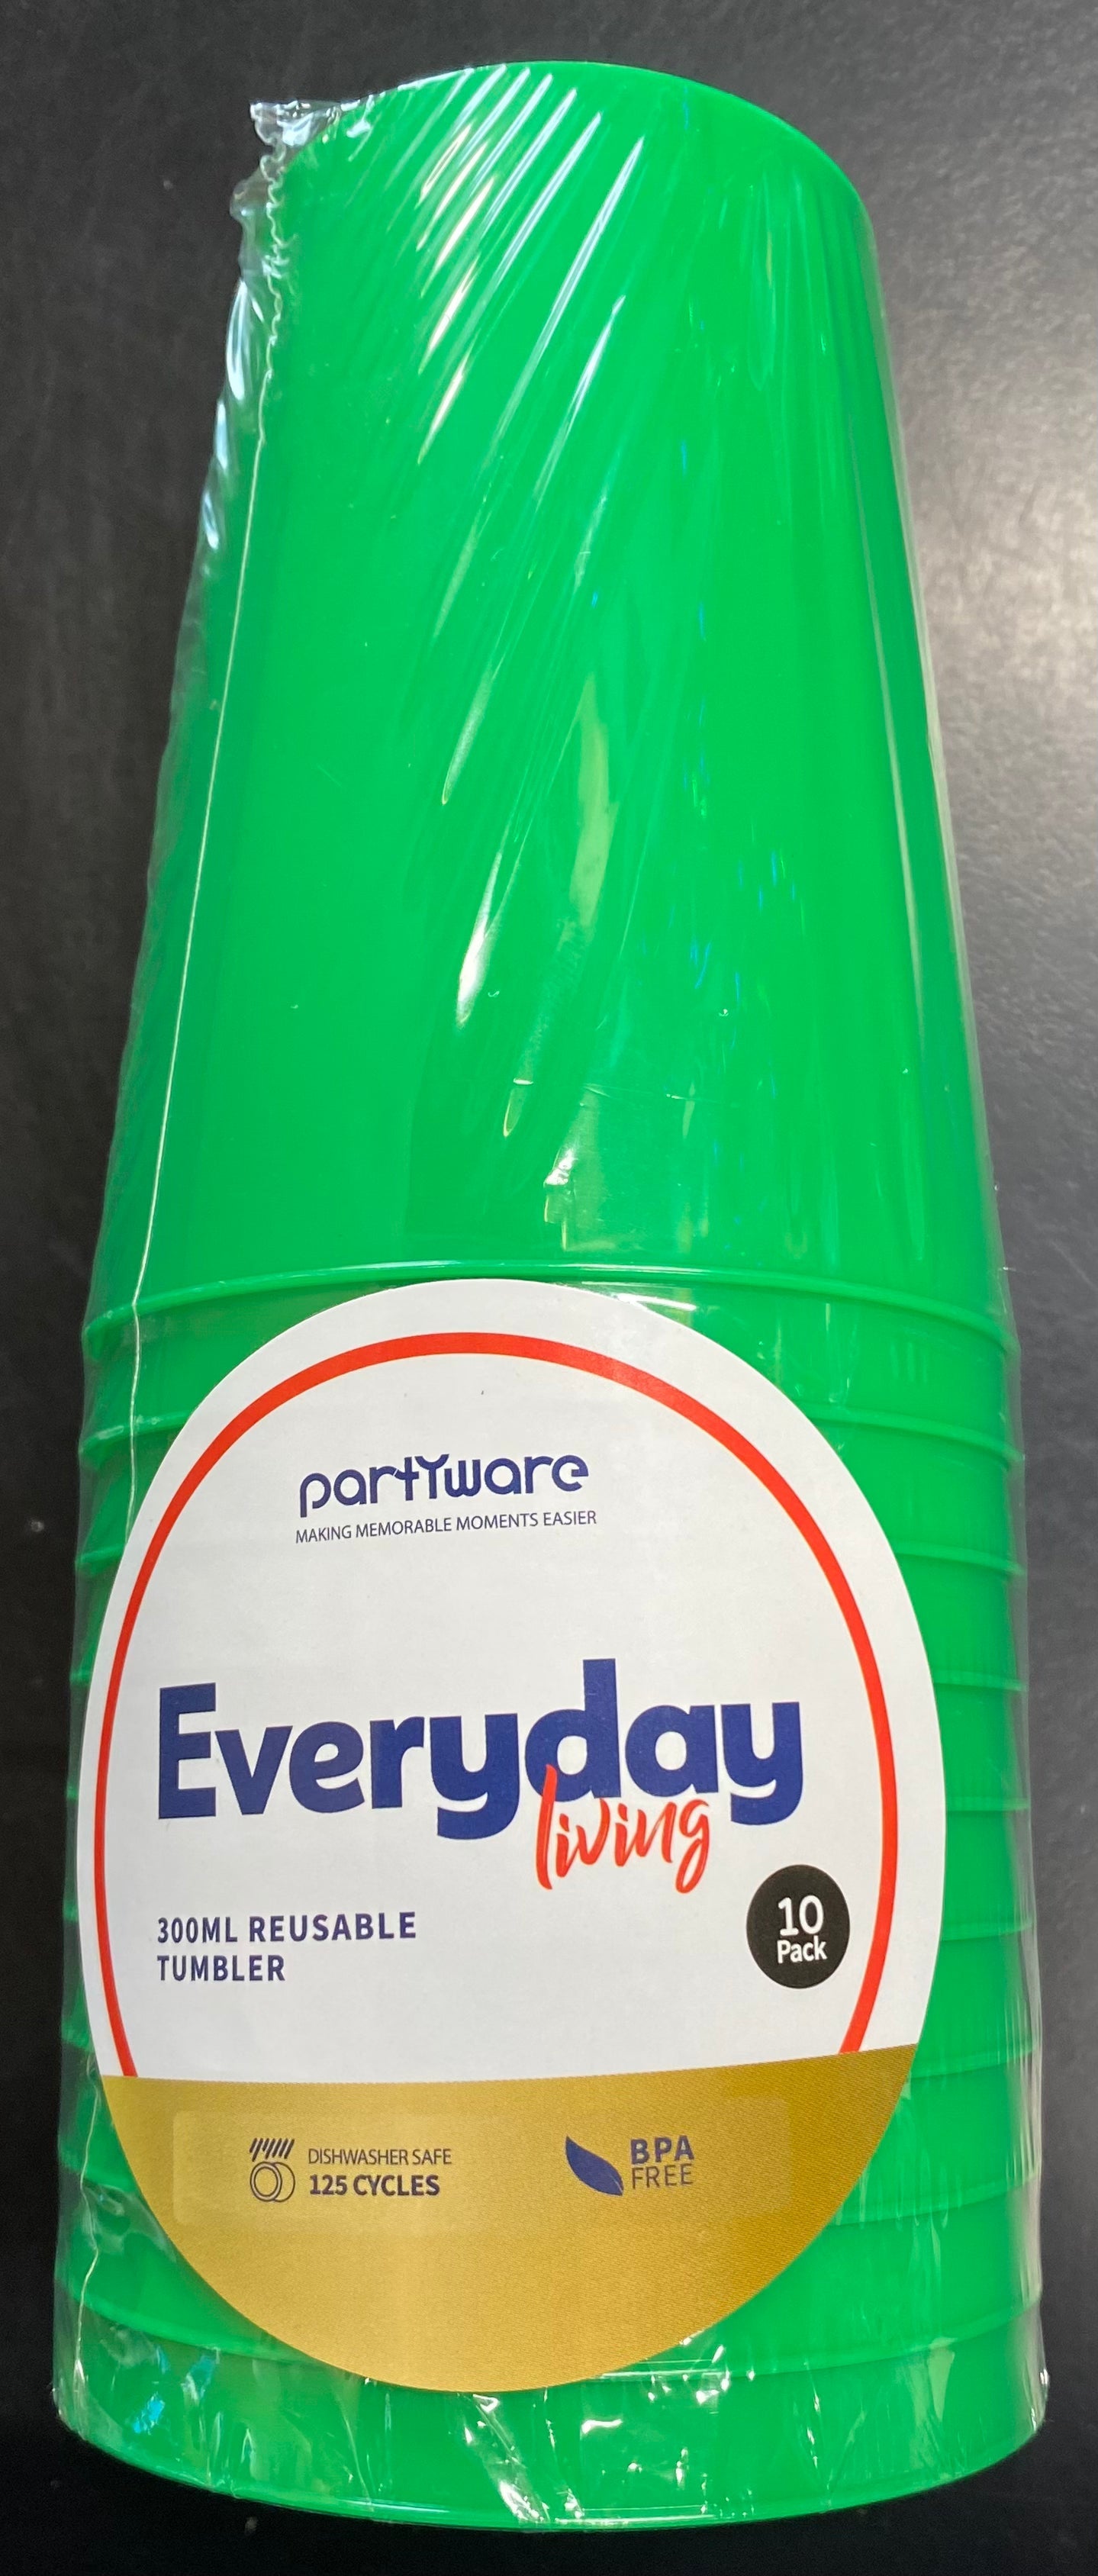 partyware
MAKING MEMORABLE MOMENTS EASIER
Everyday
living
300ML REUSABLE
TUMBLER
10
Pack
DISHWASHER SAFE
125 CYCLES
BPA
FREE